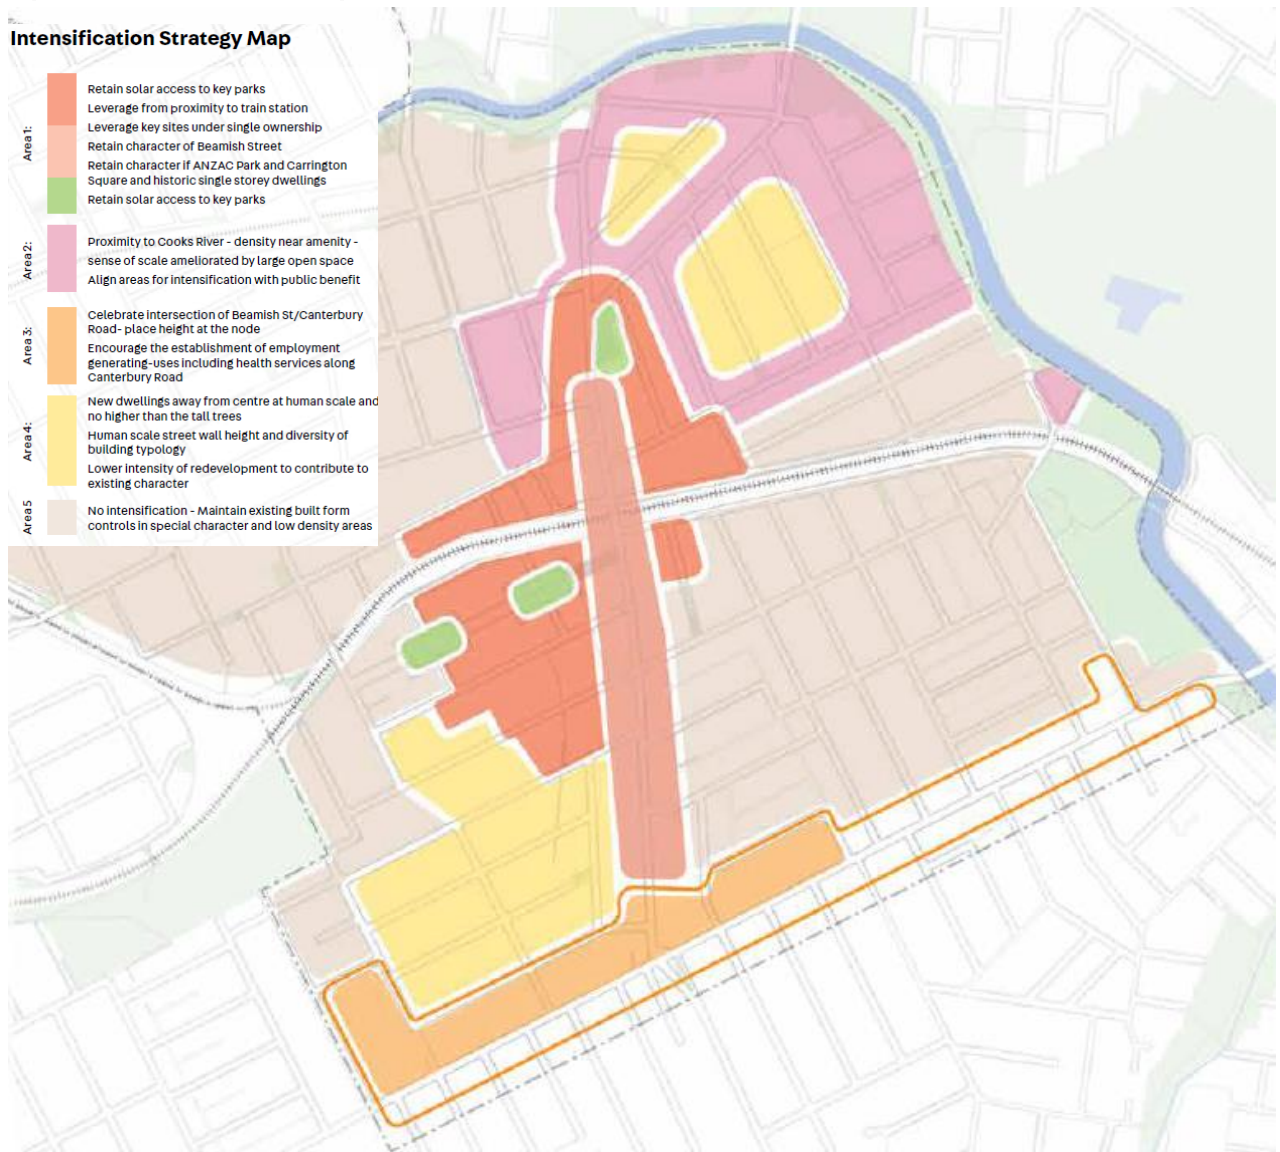 Intensification Strategy Map
Area 1:
Retain solar access to key parks
Leverage from proximity to train station
Leverage key sites under single ownership
Retain character of Beamish Street
Retain character if ANZAC Park and Carrington
Square and historic single storey dwellings
Retain solar access to key parks
Area 2:
Proximity to Cooks River - density near amenity -
sense of scale ameliorated by large open space
Align areas for intensification with public benefit
Area 3:
Celebrate intersection of Beamish St/Canterbury
Road- place height at the node
Encourage the establishment of employment
generating-uses including health services along
Canterbury Road
Area 4:
New dwellings away from centre at human scale and
no higher than the tall trees
Human scale street wall height and diversity of
building typology
Lower intensity of redevelopment to contribute to
existing character
Area 5
No intensification - Maintain existing built form
controls in special character and low density areas